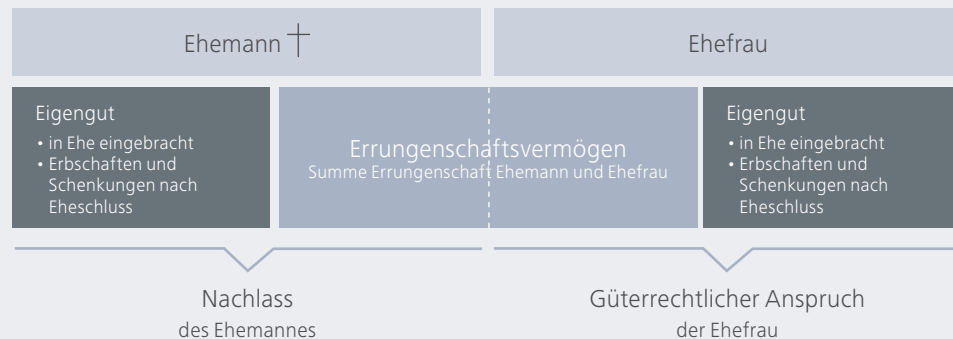 Ehemann †
Ehefrau
Eigengut
• in Ehe eingebracht
• Erbschaften und
Schenkungen nach
Eheschluss
Errungenschaftsvermögen
Summe Errungenschaft Ehemann und Ehefrau
Eigengut
• in Ehe eingebracht
• Erbschaften und
Schenkungen nach
Eheschluss
Nachlass
des Ehemannes
Güterrechtlicher Anspruch
der Ehefrau